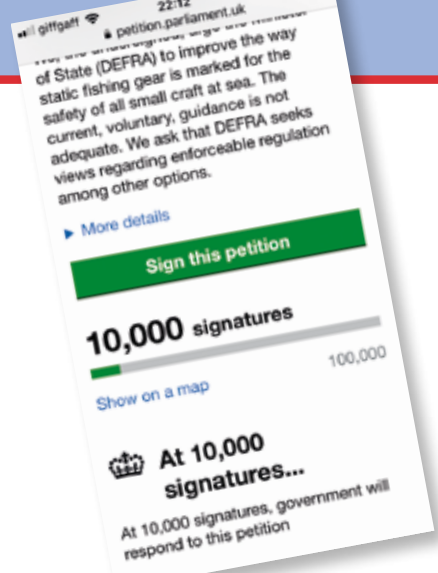 giffgaff
22:12
petition.parliament.uk
of State (DEFRA) to improve the way
static fishing gear is marked for the
safety of all small craft at sea. The
current, voluntary, guidance is not
adequate. We ask that DEFRA seeks
views regarding enforceable regulation
among other options.
More details
Sign this petition
10,000 signatures
100,000
Show on a map
At 10,000
signatures...
At 10,000 signatures, government will
respond to this petition